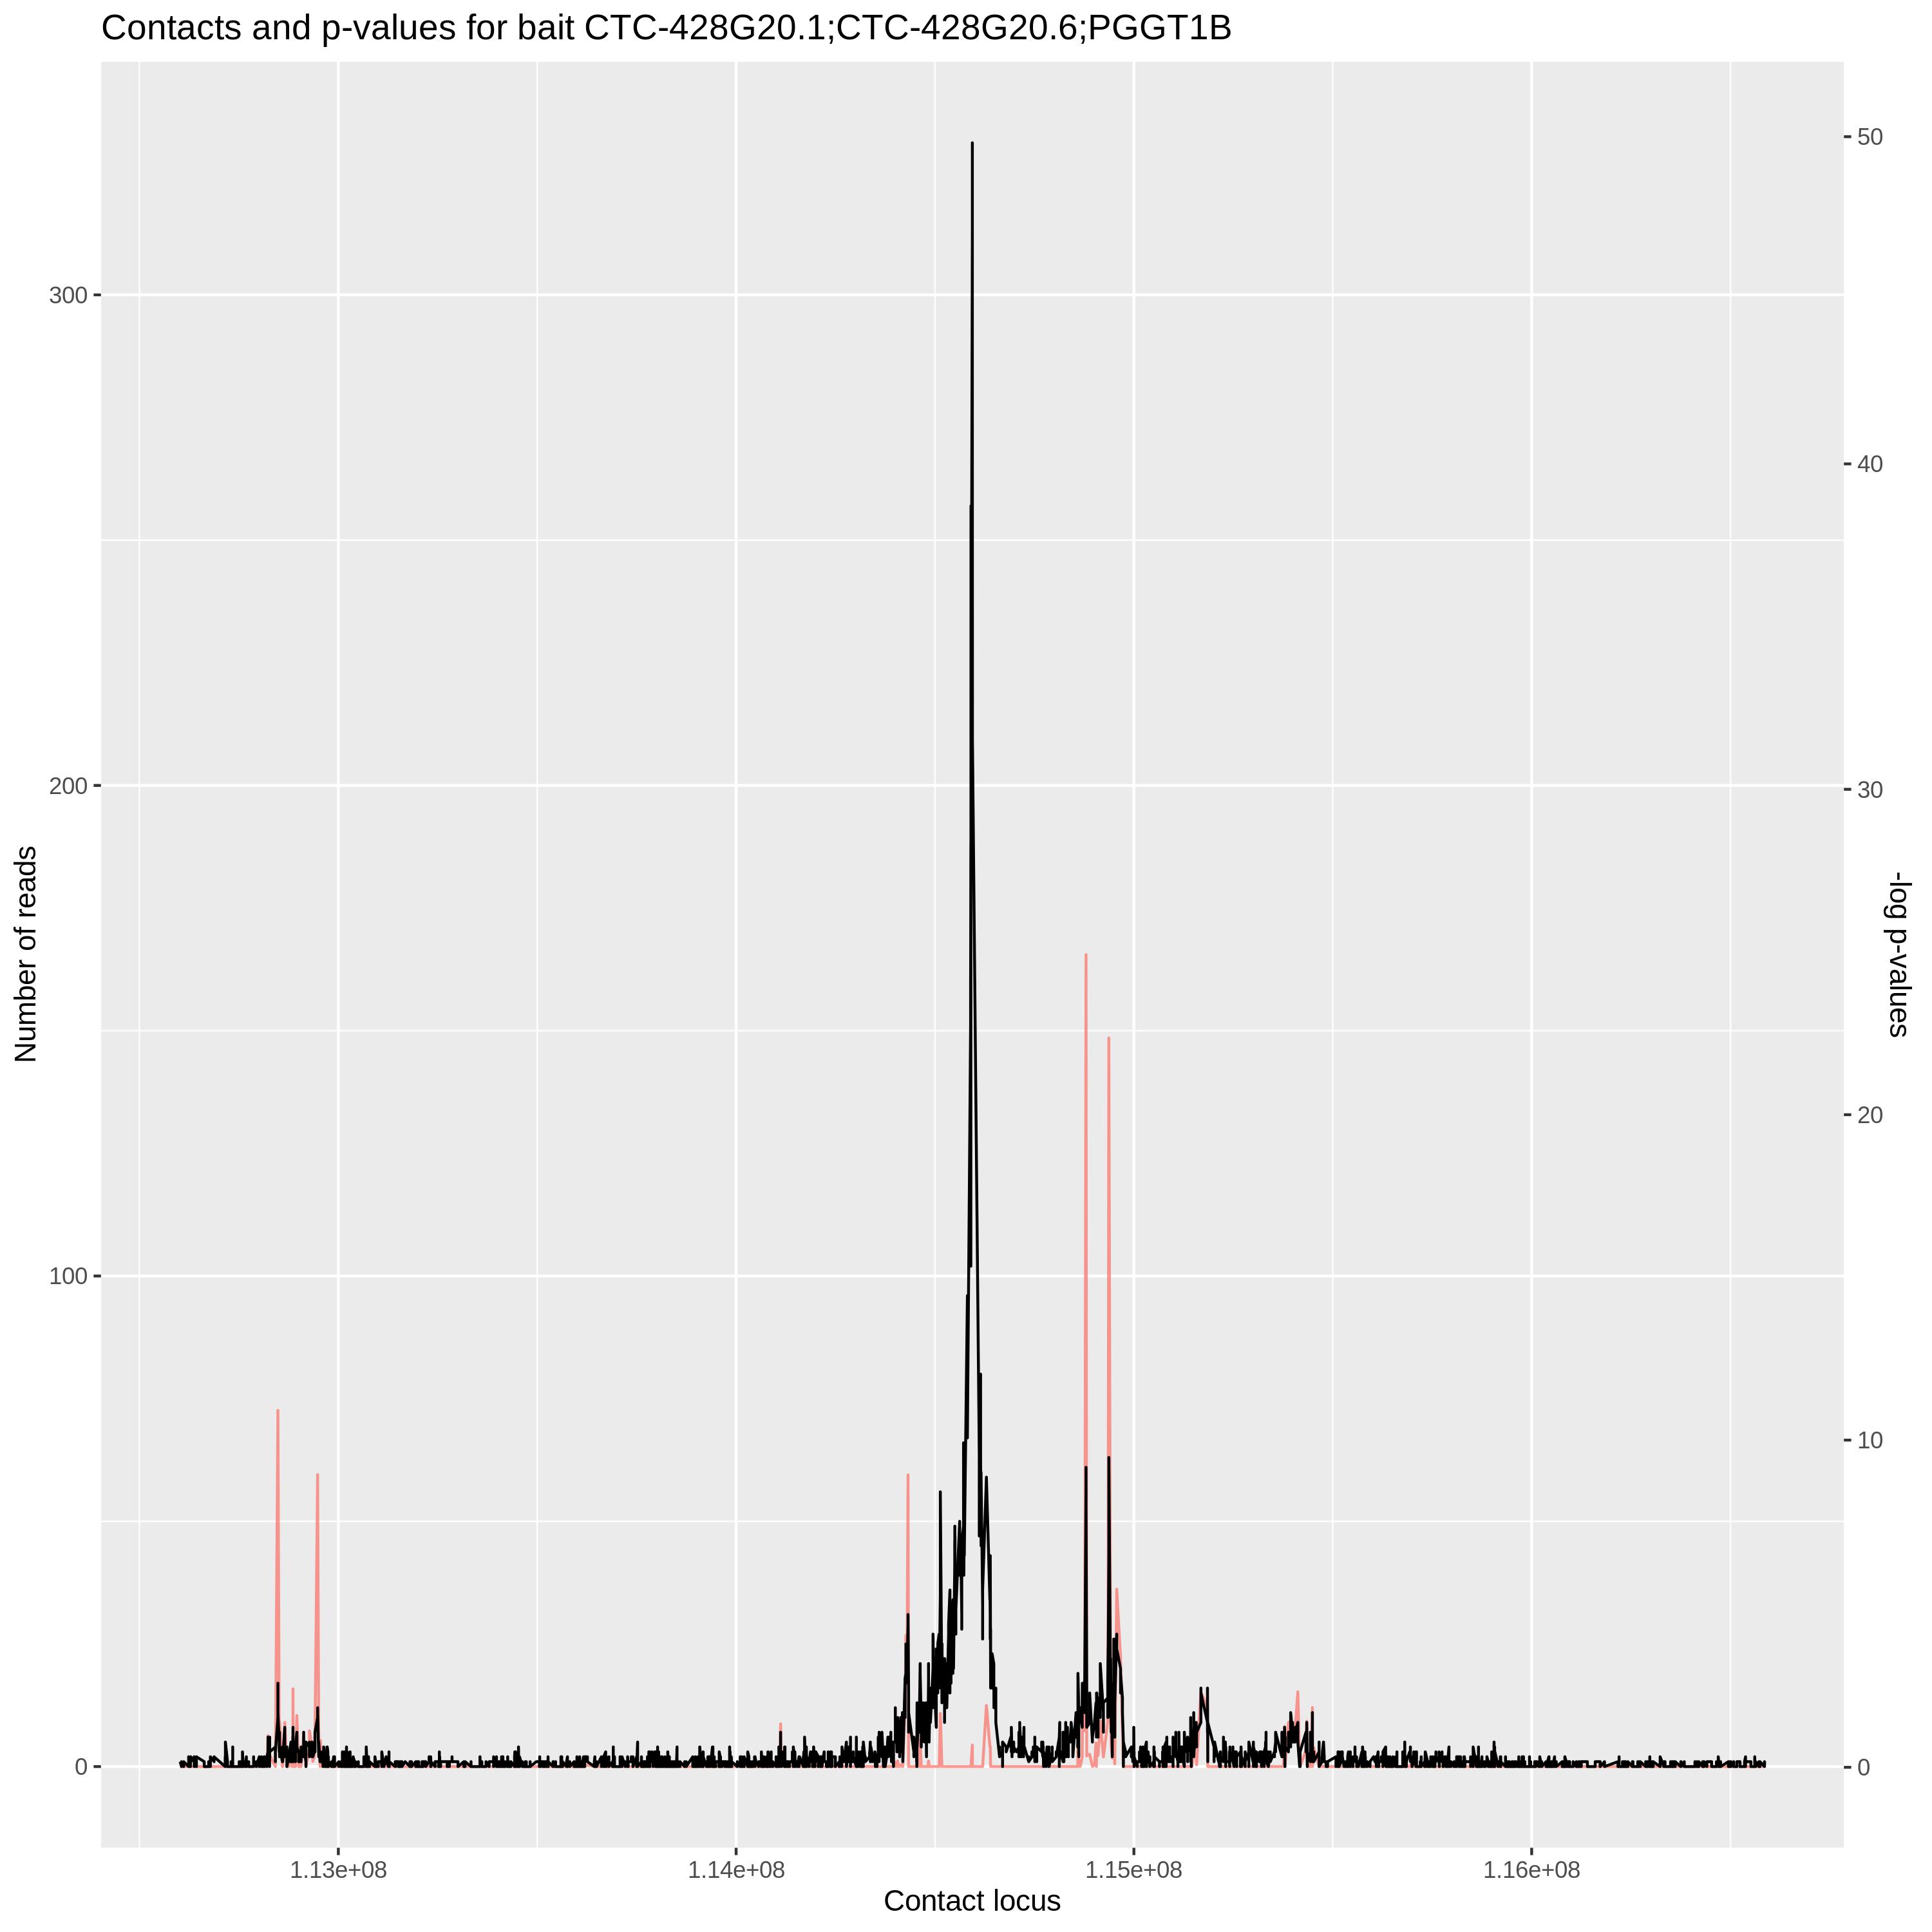 Contacts and p-values for bait CTC-428G20.1;CTC-428G20.6;PGGT1B
Number of reads
300
200
100
0
50
40
30
20
10
0
-log p-values
1.13e+08
1.14e+08
1.15e+08
1.16e+08
Contact locus